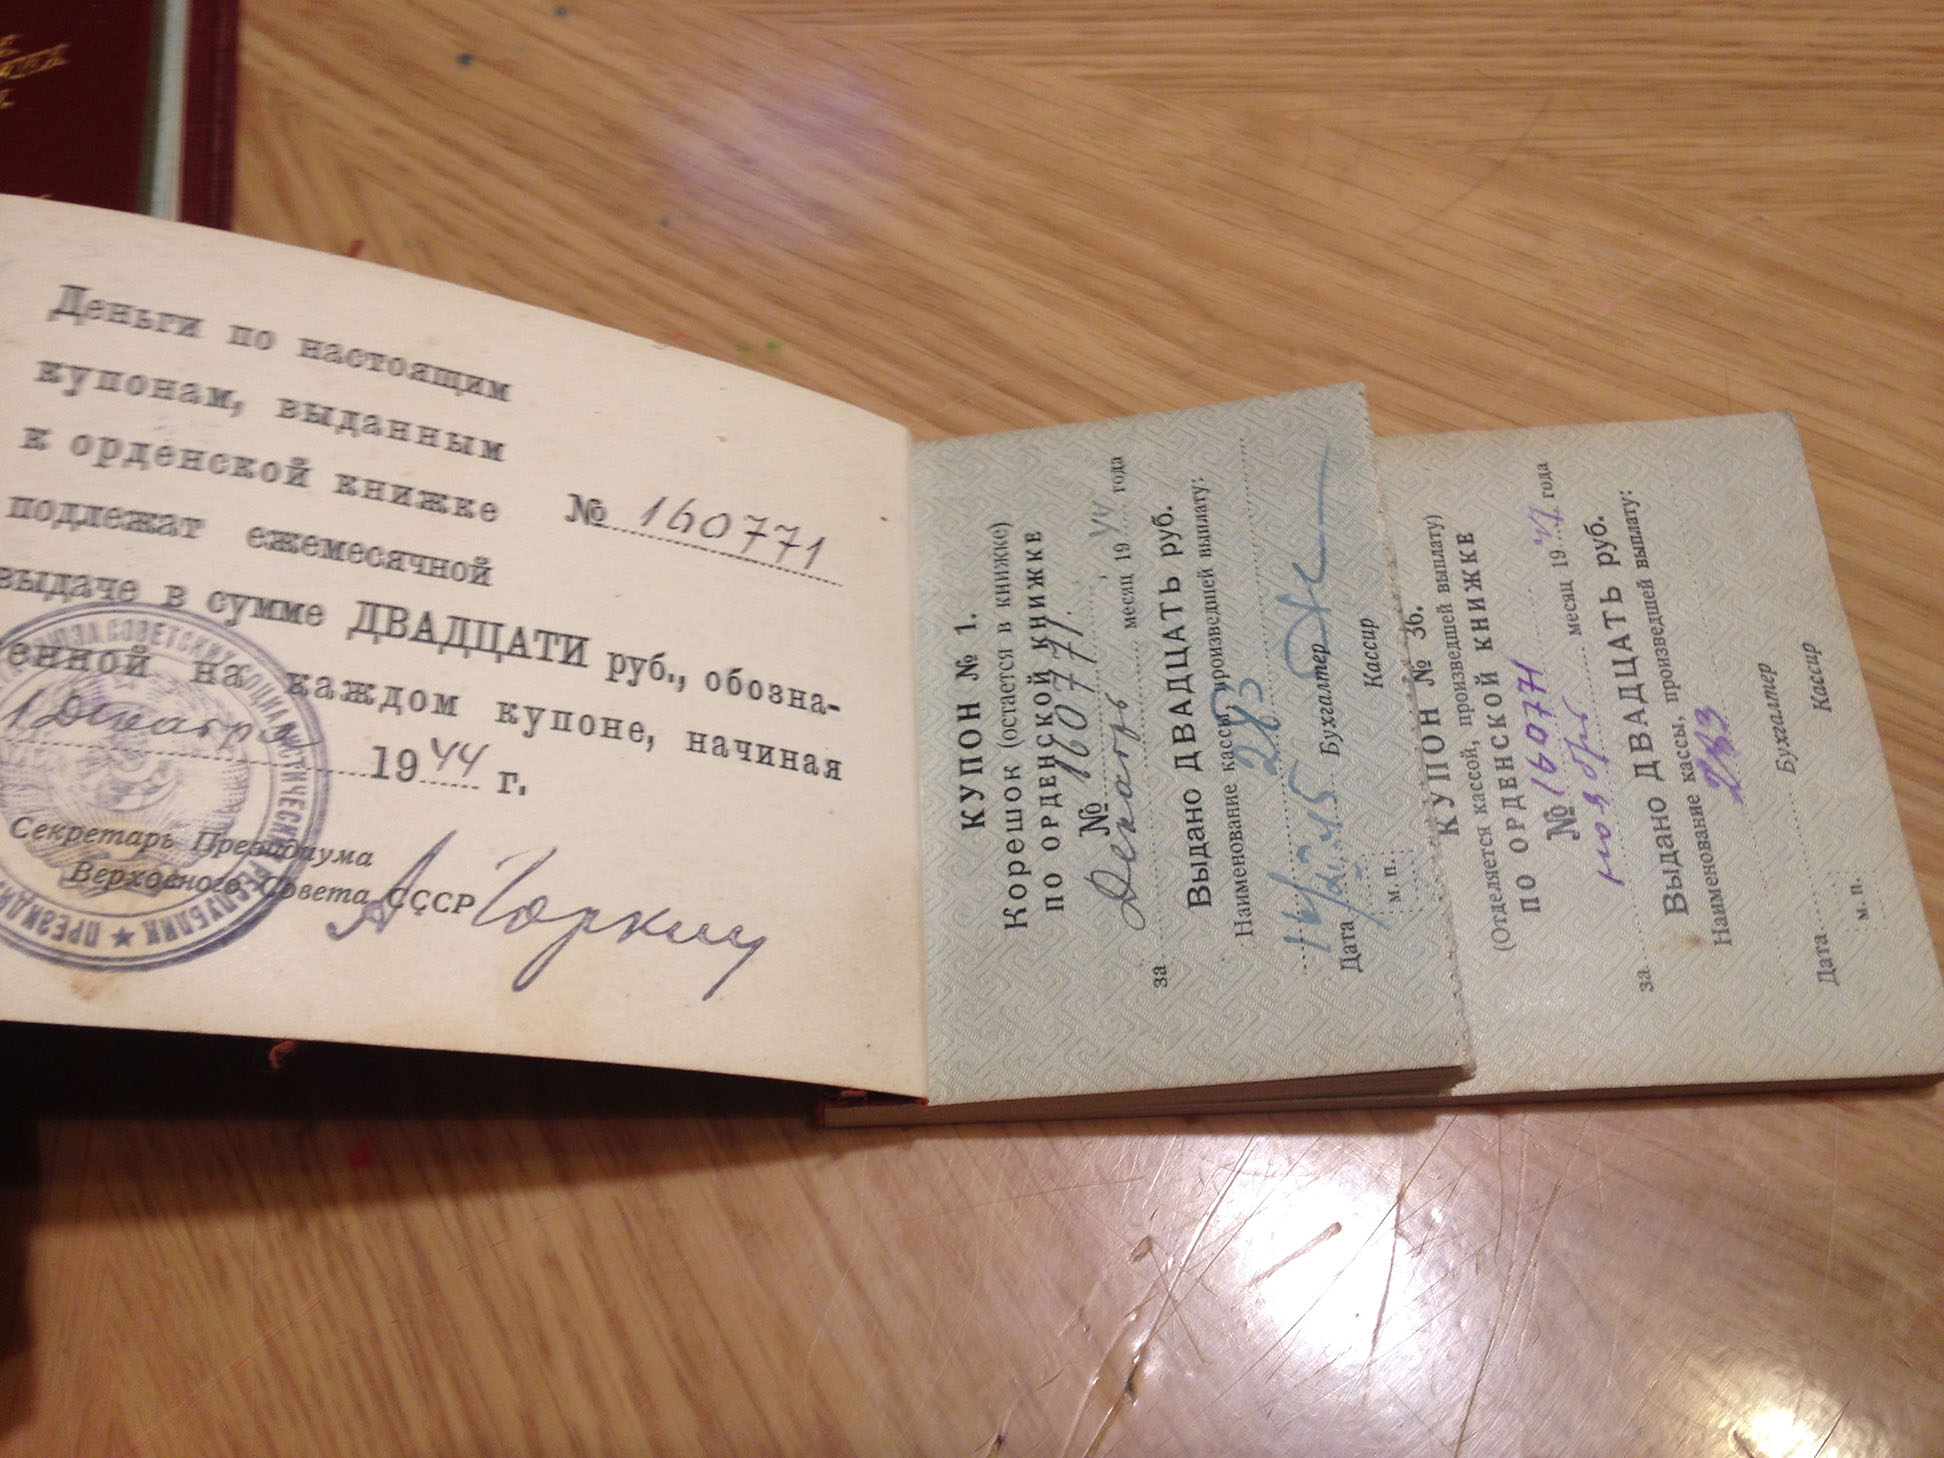 Деньги по настоящим
купонам, выданным
к орденской книжке № 160771
подлежат ежемесячной
выдаче в сумме ДВАДЦАТИ руб., обозна-
енной на каждом купоне, начиная
1 Декабря 1944 г.
Секретарь Президиума
Верховного Совета СССР
А Горкин
КУПОН № 1.
Корешок (остается в книжке)
ПО ОРДЕНСКОЙ КНИЖКЕ
№ 160771.
за Декабрь месяц 1944 года
Выдано ДВАДЦАТЬ руб.
Наименование кассы, произведшей выплату:
283
Дата Бухгалтер
м. п. Кассир
КУПОН № 36.
(Отделяется кассой, произведшей выплату)
ПО ОРДЕНСКОЙ КНИЖКЕ
№ 160771
за ноябрь месяц 1947 года
Выдано ДВАДЦАТЬ руб.
Наименование кассы, произведшей выплату:
283
Бухгалтер
Дата Кассир
м. п.